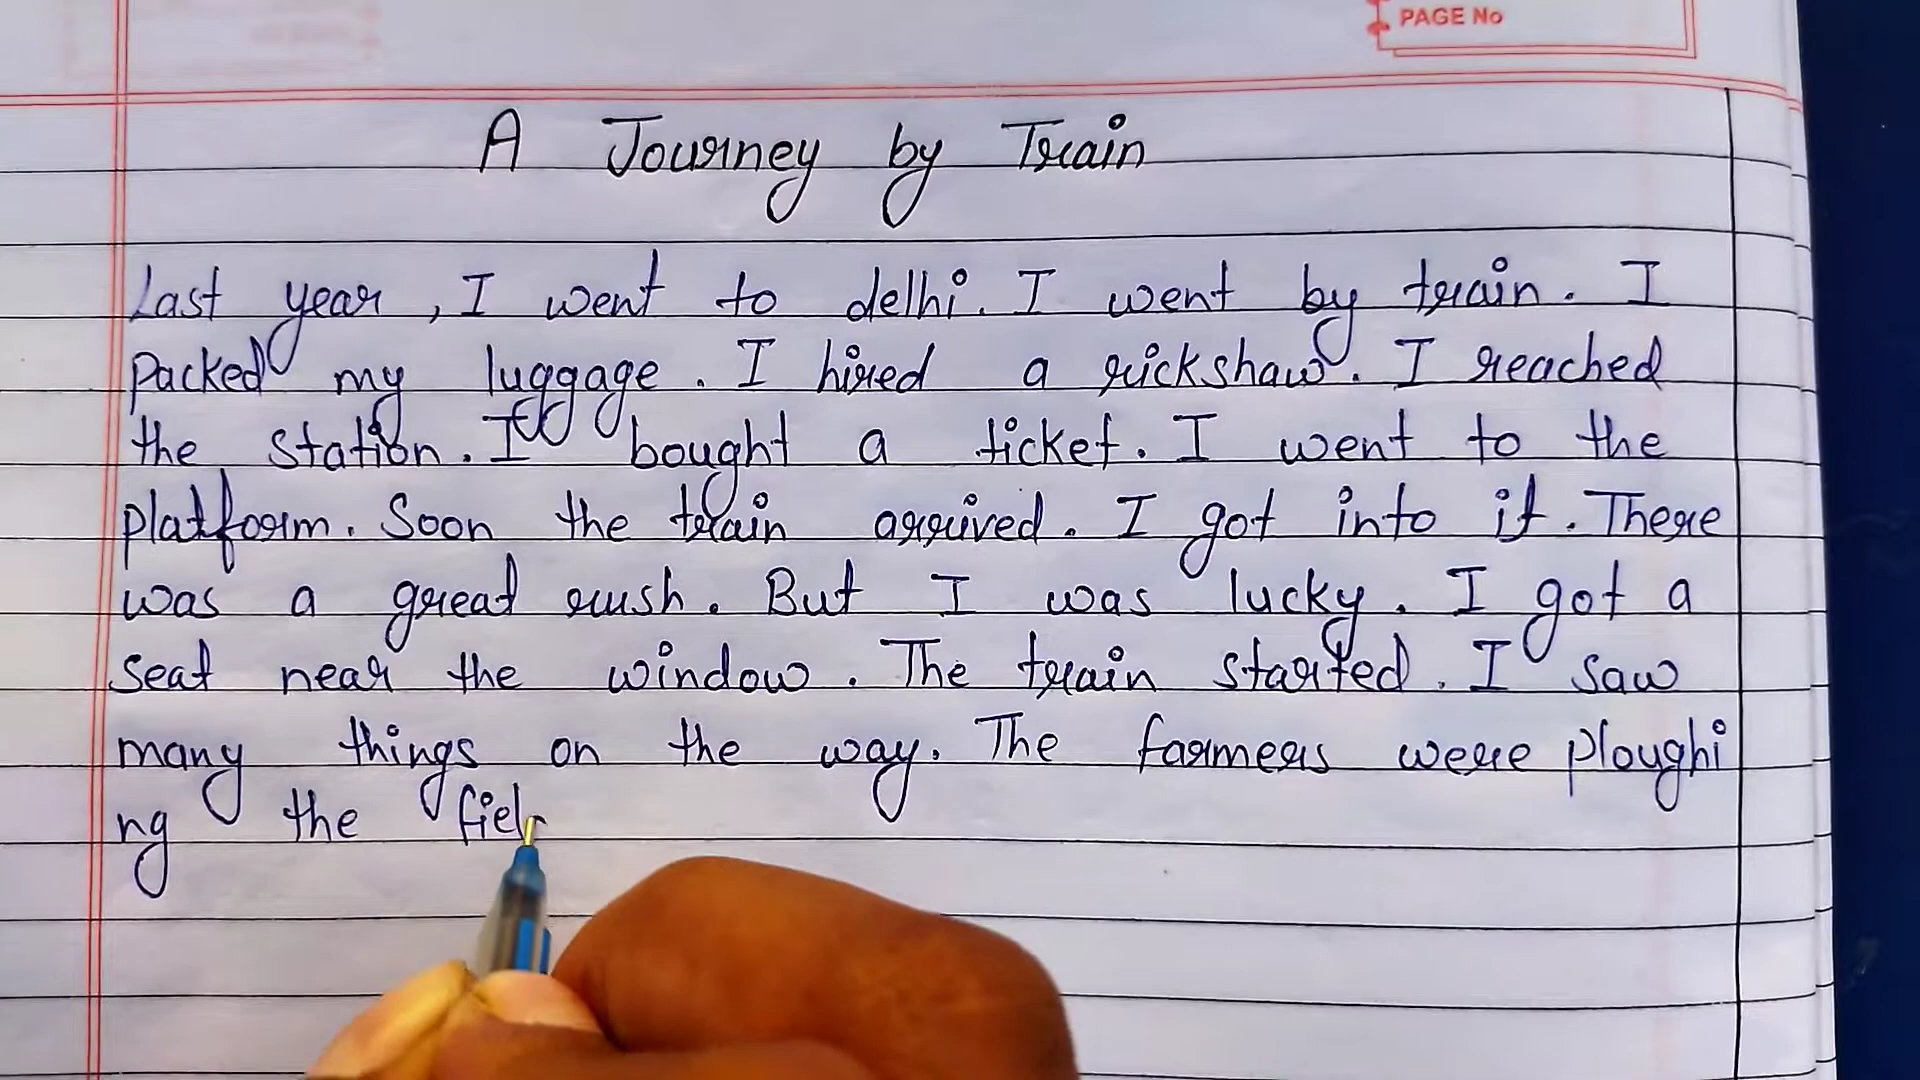 PAGE No
A Journey by Train
Last year, I went to delhi. I went by train. I
packed my luggage. I hired a rickshaw. I reached
the station. I bought a ticket. I went to the
platform. Soon the train arrived. I got into it. There
was a great rush. But I was lucky. I got a
seat near the window. The train started. I saw
many things on the way. The farmers were ploughi
ng the fiel